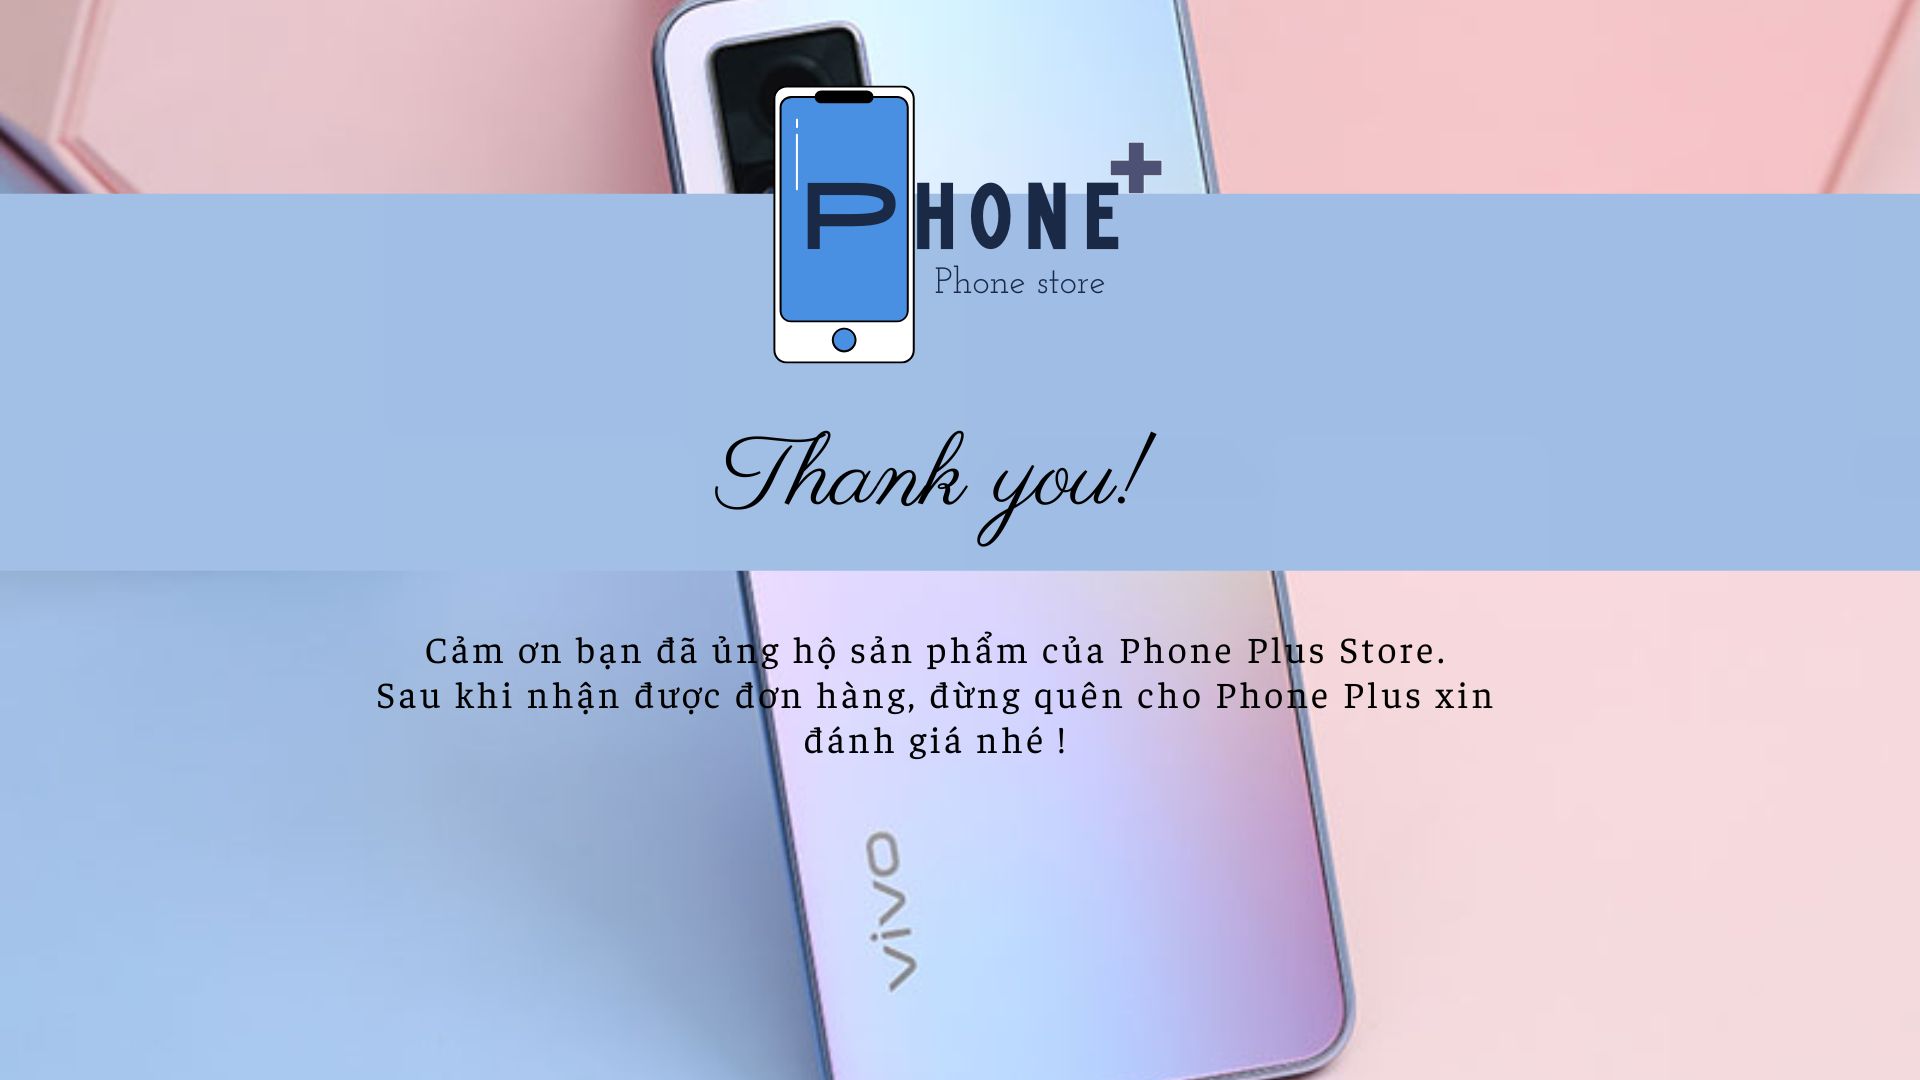 PHONE+
Phone store
Thank you!
Cảm ơn bạn đã ủng hộ sản phẩm của Phone Plus Store.
Sau khi nhận được đơn hàng, đừng quên cho Phone Plus xin
đánh giá nhé !
vivo